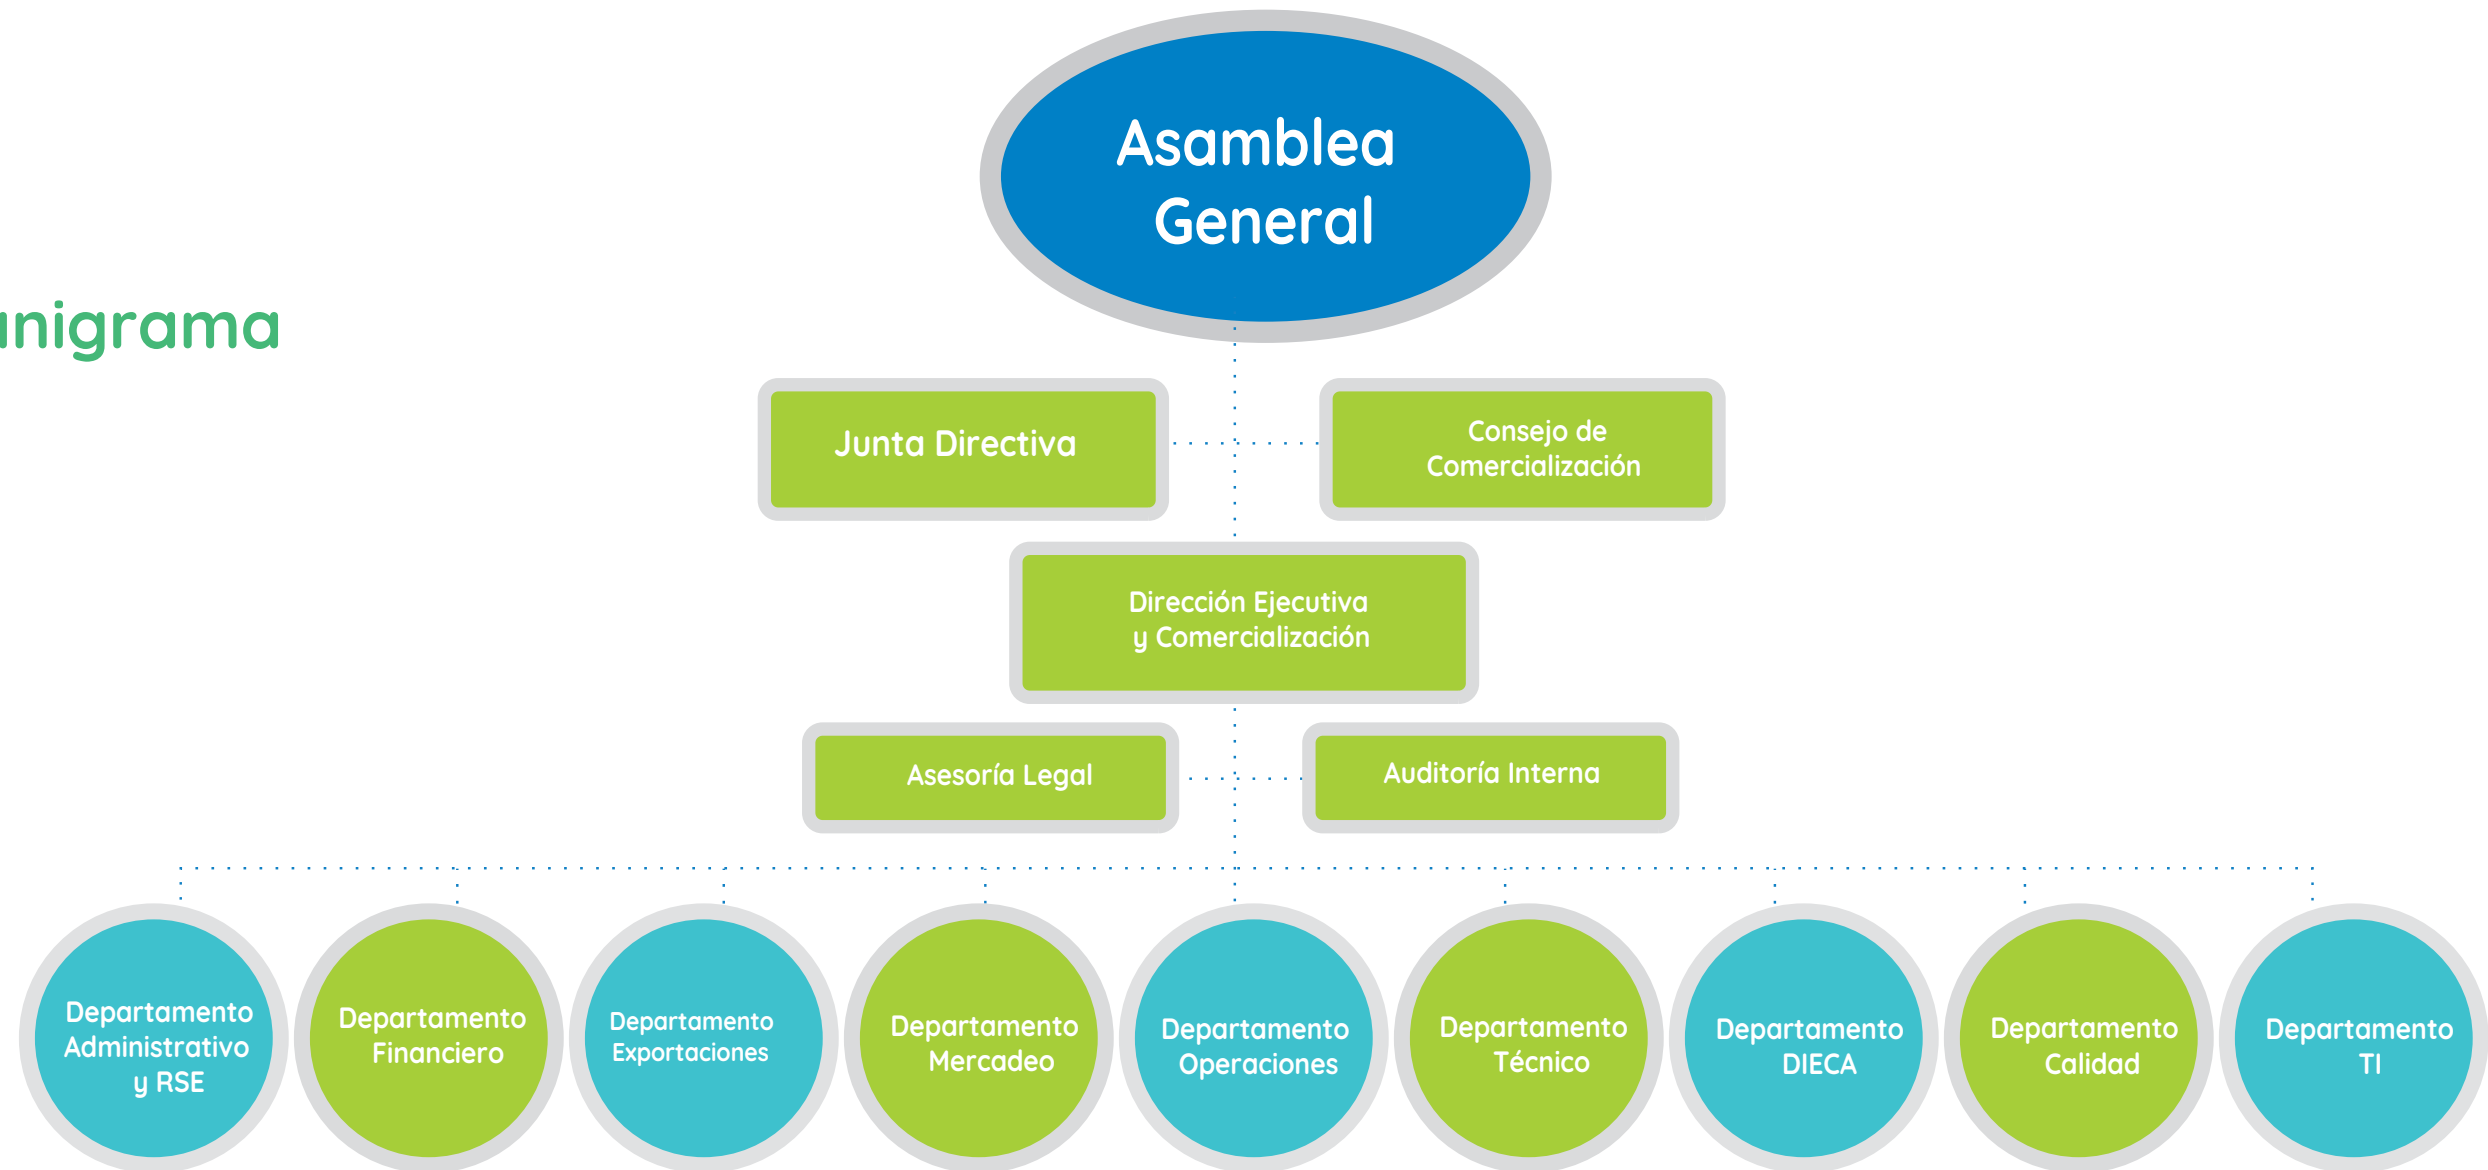 Asamblea
General
anigrama
Junta Directiva
Consejo de
Comercialización
Dirección Ejecutiva
y Comercialización
Asesoría Legal
Auditoría Interna
Departamento
Administrativo
y RSE
Departamento
Financiero
Departamento
Exportaciones
Departamento
Mercadeo
Departamento
Operaciones
Departamento
Técnico
Departamento
DIECA
Departamento
Calidad
Departamento
TI